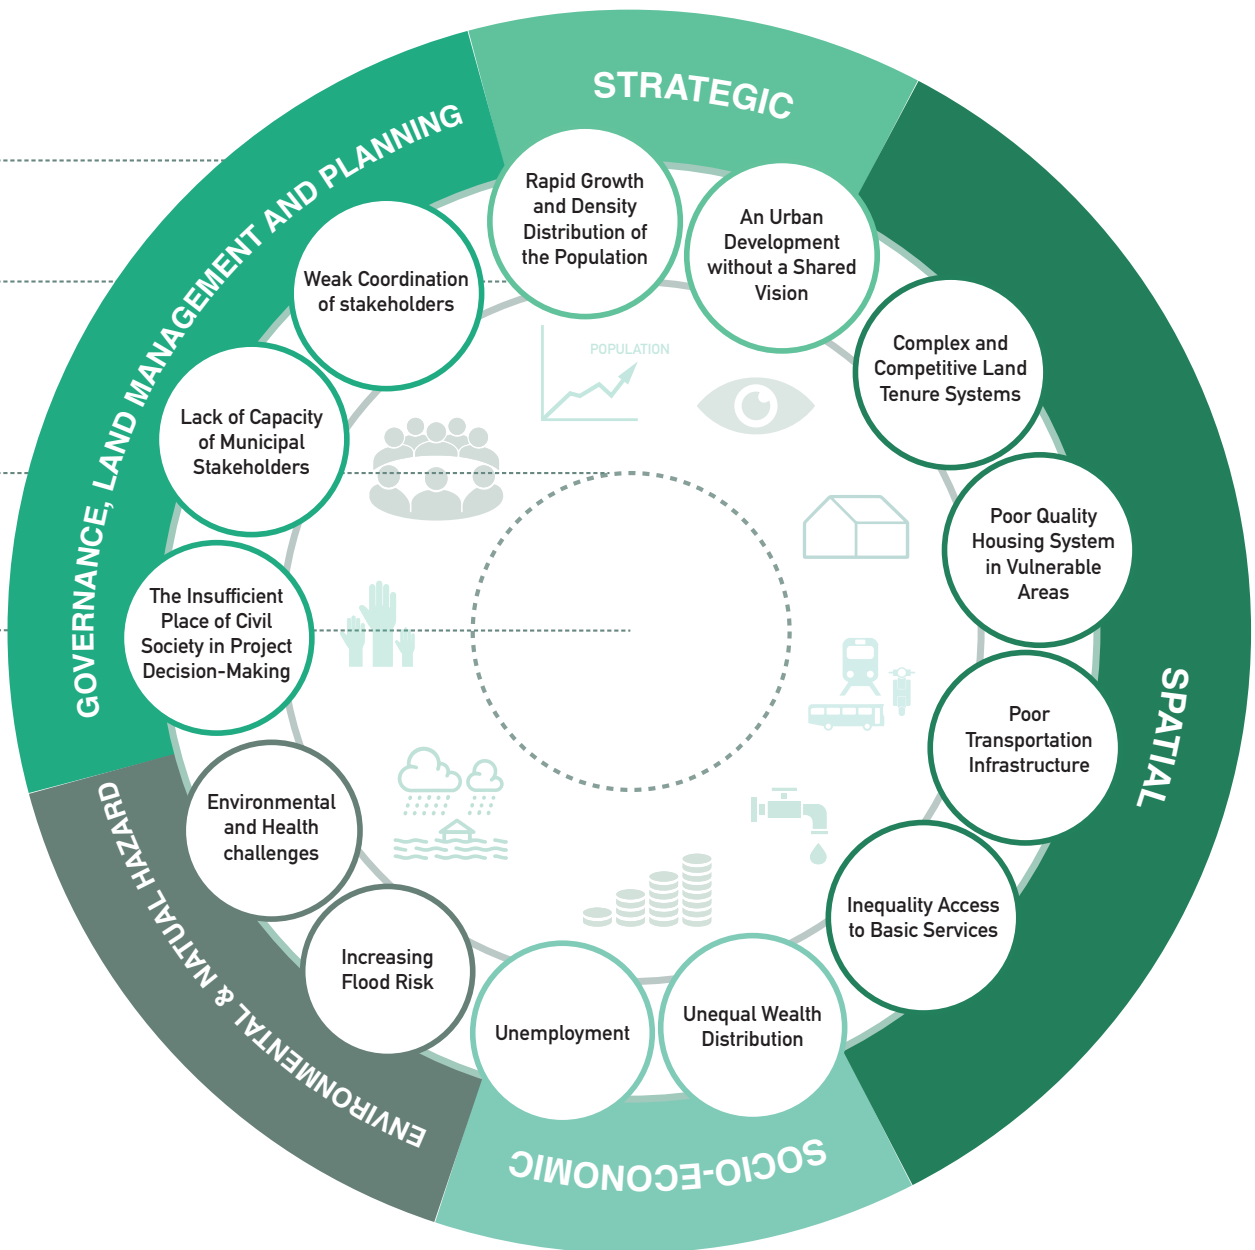 STRATEGIC
Rapid Growth
and Density
Distribution of
the Population
An Urban
Development
without a Shared
Vision
SPATIAL
Complex and
Competitive Land
Tenure Systems
Poor Quality
Housing System
in Vulnerable
Areas
Poor
Transportation
Infrastructure
Inequality Access
to Basic Services
SOCIO-ECONOMIC
Unequal Wealth
Distribution
Unemployment
ENVIRONMENTAL & NATUAL HAZARD
Increasing
Flood Risk
Environmental
and Health
challenges
GOVERNANCE, LAND MANAGEMENT AND PLANNING
The Insufficient
Place of Civil
Society in Project
Decision-Making
Lack of Capacity
of Municipal
Stakeholders
Weak Coordination
of stakeholders
POPULATION